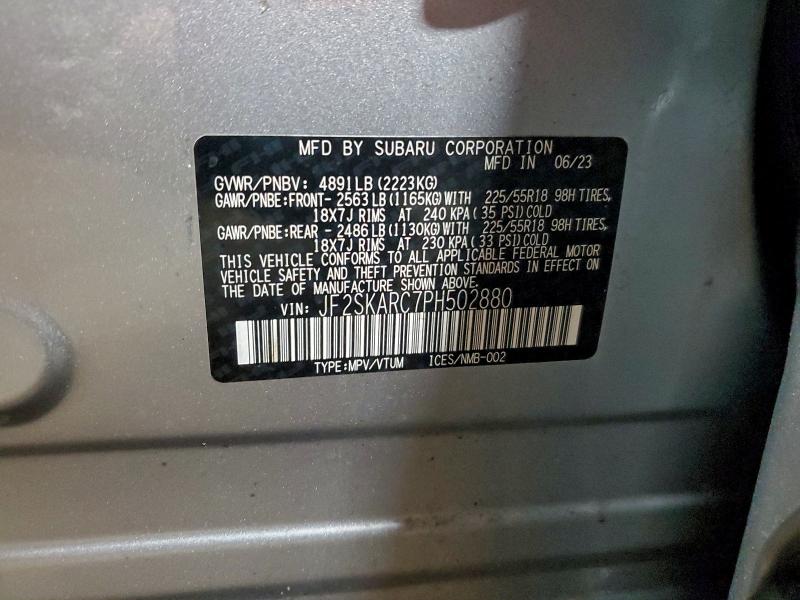 MFD BY SUBARU CORPORATION
MFD IN 06/23
GVWR/PNBV: 4891LB(2223KG)
GAWR/PNBE:FRONT- 2563LB(1165KG)WITH 225/55R18 98H TIRES,
18X7J RIMS AT 240 KPA( 35 PSI)COLD
GAWR/PNBE:REAR - 2486LB(1130KG)WITH 225/55R18 98H TIRES,
18X7J RIMS AT 230 KPA( 33 PSI)COLD
THIS VEHICLE CONFORMS TO ALL APPLICABLE FEDERAL MOTOR
VEHICLE SAFETY AND THEFT PREVENTION STANDARDS IN EFFECT ON
THE DATE OF MANUFACTURE SHOWN ABOVE.
VIN: JF2SKARC7PH502880
TYPE:MPV/VTUM ICES/NMB-002